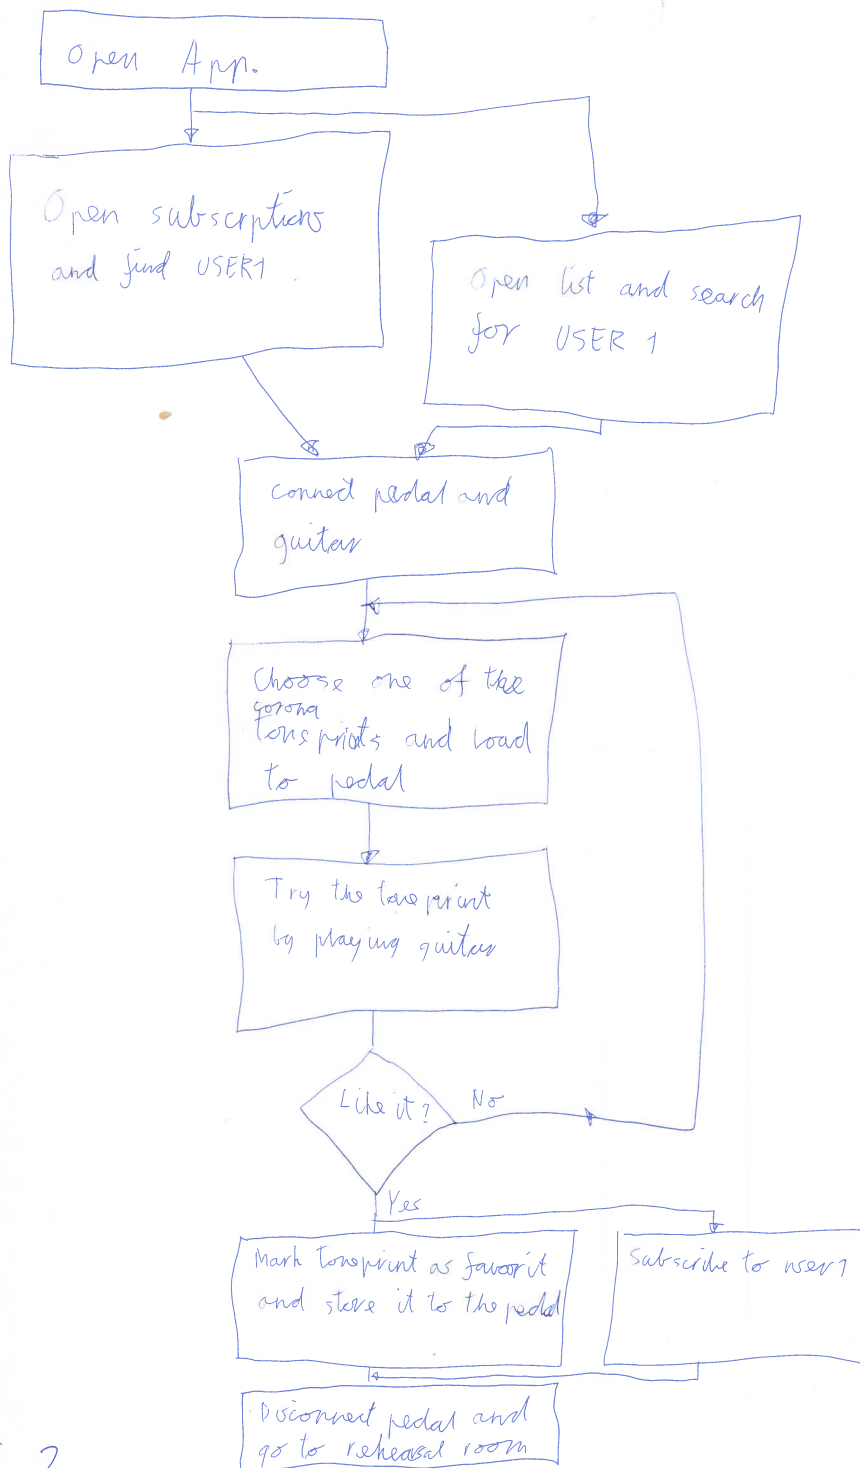 Open App.
Open subscrptions
and find USER1
Open list and search
for USER 1
connect pedal and
guitar
Choose one of the
corona
toneprints and load
to pedal
Try the toneprint
by playing guitar
Like it?
No
Yes
Mark toneprint as favorit
and store it to the pedal
Subscribe to user1
Disconnect pedal and
go to rehearsal room
2